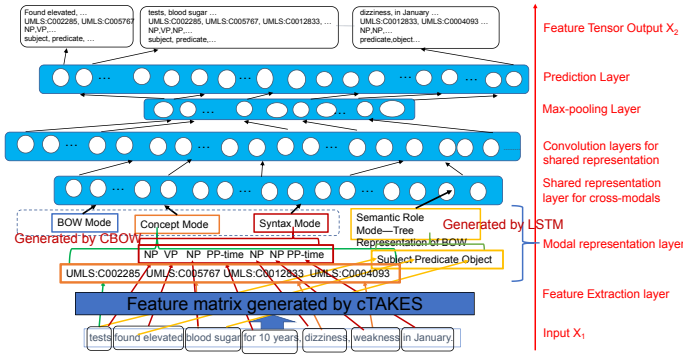 Found elevated, …
UMLS:C002285, UMLS:C005767
NP,VP,…
subject, predicate, …
tests, blood sugar …
UMLS:C002285, UMLS:C005767, UMLS:C0012833, …
NP,VP,NP,…
subject, predicate,…
dizziness, in January …
UMLS:C0012833, UMLS:C0004093 …
NP,NP,…
predicate,object…
Feature Tensor Output X2
Prediction Layer
Max-pooling Layer
Convolution layers for
shared representation
Shared representation
layer for cross-modals
BOW Mode
Concept Mode
Syntax Mode
Semantic Role
Mode—Tree
Representation of BOW
Generated by CBOW
Generated by LSTM
Modal representation layer
NP VP NP PP-time NP NP PP-time
Subject Predicate Object
UMLS:C002285, UMLS:C005767 UMLS:C0012833 UMLS:C0004093
Feature matrix generated by cTAKES
Feature Extraction layer
tests found elevated blood sugar for 10 years, dizziness, weakness in January.
Input X1